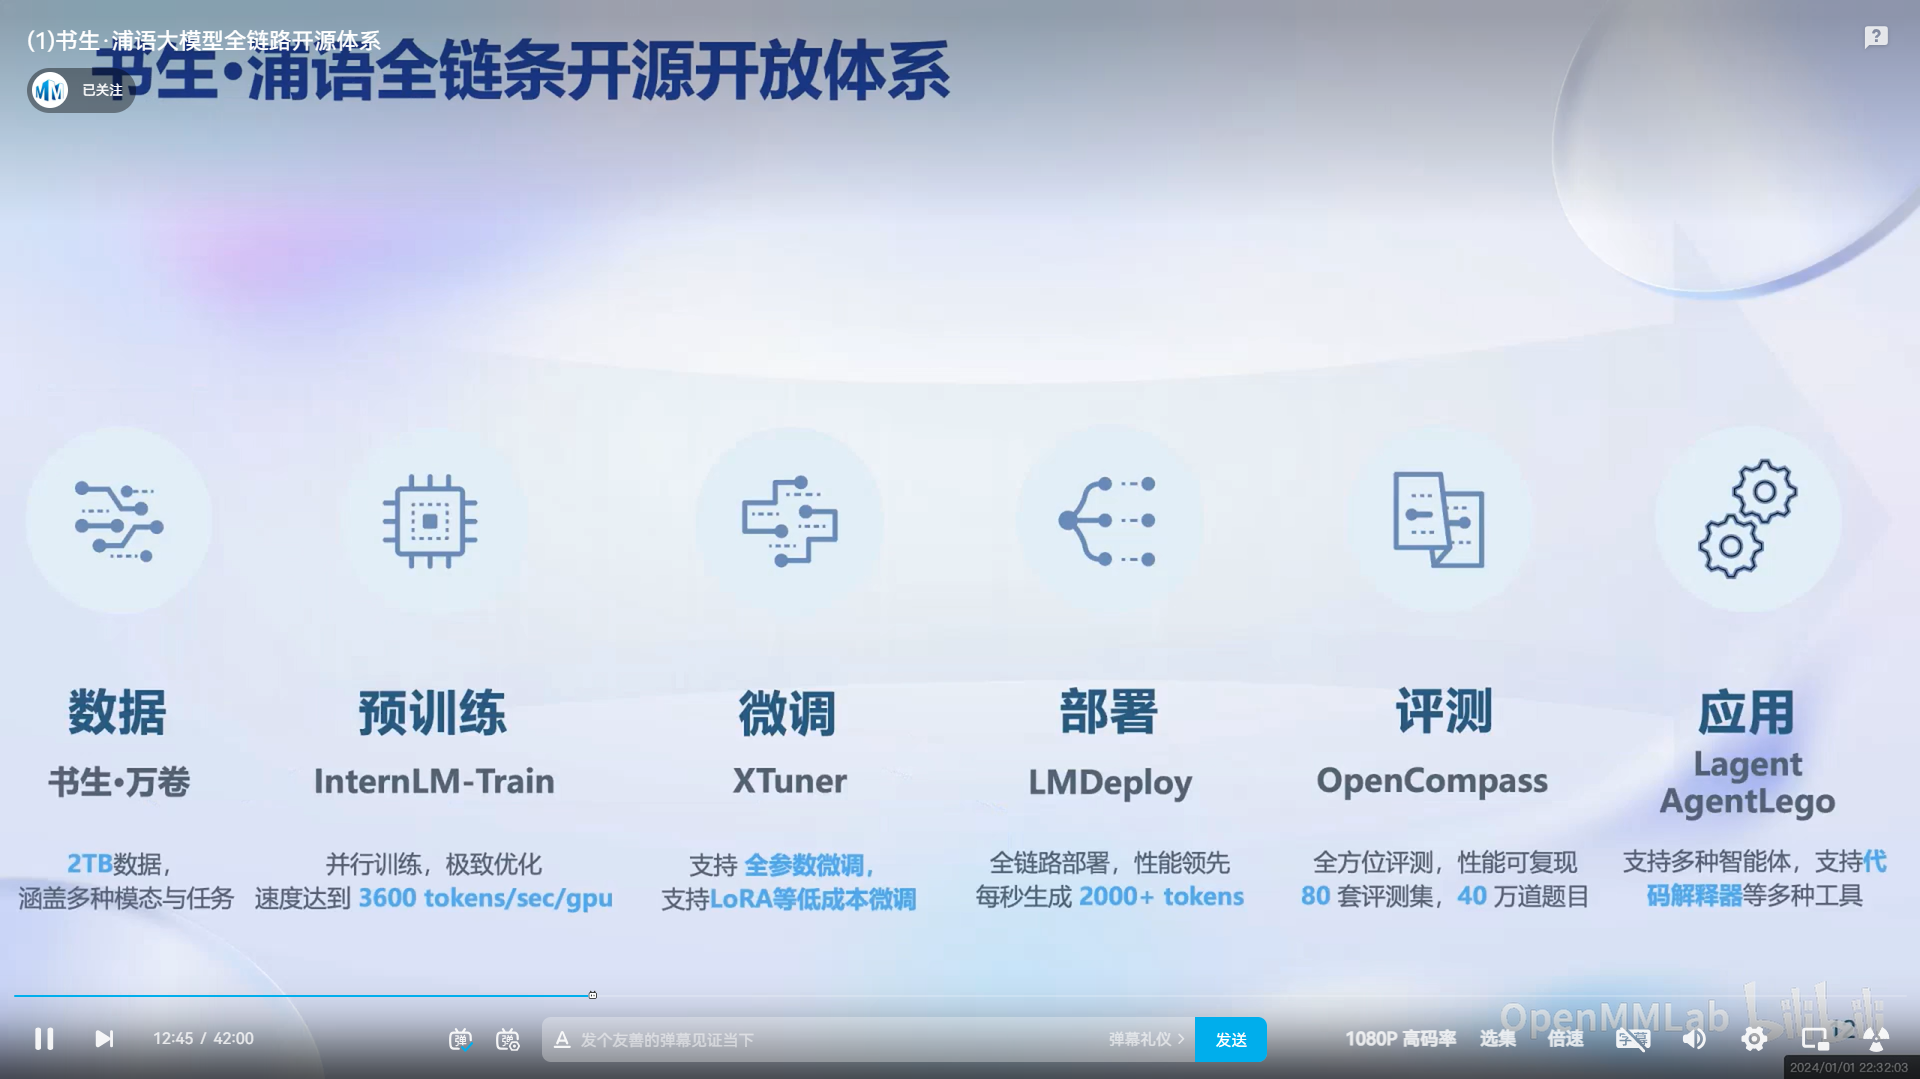 (1)书生·浦语大模型全链路开源体系
书生•浦语全链条开源开放体系
已关注
数据
书生•万卷
2TB数据，
涵盖多种模态与任务
预训练
InternLM-Train
并行训练，极致优化
速度达到 3600 tokens/sec/gpu
微调
XTuner
支持 全参数微调，
支持LoRA等低成本微调
部署
LMDeploy
全链路部署，性能领先
每秒生成 2000+ tokens
评测
OpenCompass
全方位评测，性能可复现
80 套评测集，40 万道题目
应用
Lagent
AgentLego
支持多种智能体，支持代
码解释器等多种工具
OpenMMLab bilibili
12
12:45 / 42:00
弹
弹
发个友善的弹幕见证当下
弹幕礼仪
发送
1080P 高码率
选集
倍速
字幕
2024/01/01 22:32:03